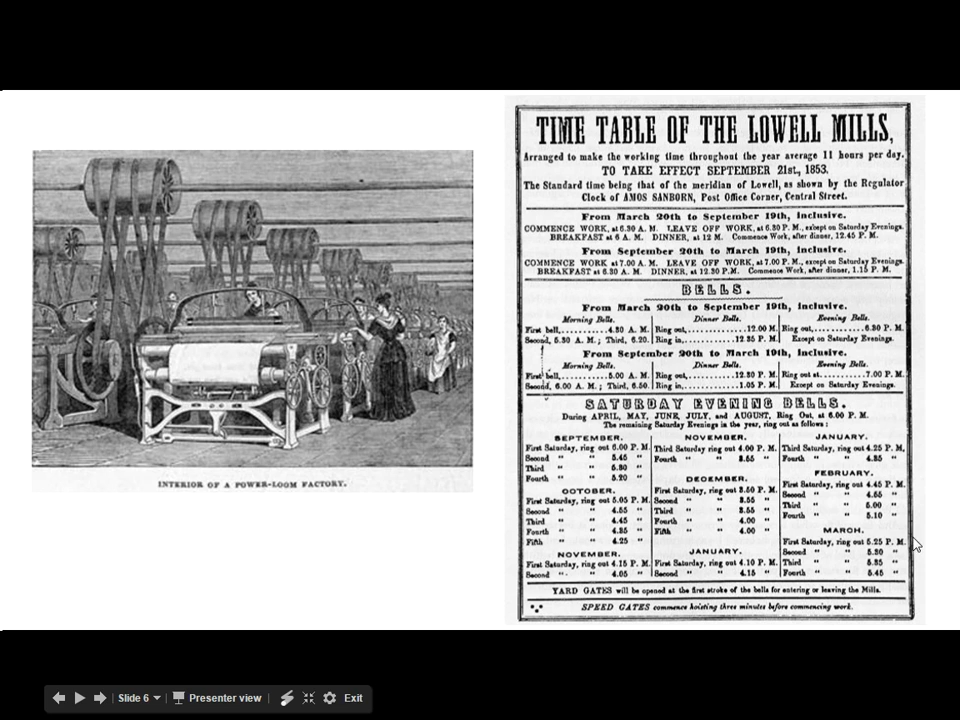 INTERIOR OF A POWER-LOOM FACTORY.
TIME TABLE OF THE LOWELL MILLS,
Arranged to make the working time throughout the year average 11 hours per day.
TO TAKE EFFECT SEPTEMBER 21st., 1853.
The Standard time being that of the meridian of Lowell, as shown by the Regulator
Clock of AMOS SANBORN, Post Office Corner, Central Street.
From March 20th to September 19th, inclusive.
COMMENCE WORK, at 6.30 A. M. LEAVE OFF WORK, at 6.30 P. M., except on Saturday Evenings.
BREAKFAST at 6 A. M. DINNER, at 12 M. Commence Work, after dinner, 12.45 P. M.
From September 20th to March 19th, inclusive.
COMMENCE WORK at 7.00 A. M. LEAVE OFF WORK, at 7.00 P. M., except on Saturday Evenings.
BREAKFAST at 6.30 A. M. DINNER, at 12.30 P.M. Commence Work, after dinner, 1.15 P. M.
BELLS.
From March 20th to September 19th, inclusive.
Morning Bells. Dinner Bells. Evening Bells.
First bell,..........4.30 A. M. Ring out,..............12.00 M. Ring out,............6.30 P. M.
Second, 5.30 A. M.; Third, 6.20. Ring in,..............12.35 P. M. Except on Saturday Evenings.
From September 20th to March 19th, inclusive.
Morning Bells. Dinner Bells. Evening Bells.
First bell,..........5.00 A. M. Ring out,..............12.30 P. M. Ring out at............7.00 P. M.
Second, 6.00 A. M.; Third, 6.50. Ring in,..............1.05 P. M. Except on Saturday Evenings.
SATURDAY EVENING BELLS.
During APRIL, MAY, JUNE, JULY, and AUGUST, Ring Out, at 6.00 P. M.
The remaining Saturday Evenings in the year, ring out as follows:
SEPTEMBER.
First Saturday, ring out 6.00 P. M.
Second " " 5.45 "
Third " " 5.30 "
Fourth " " 5.20 "
OCTOBER.
First Saturday, ring out 5.05 P. M.
Second " " 4.55 "
Third " " 4.45 "
Fourth " " 4.35 "
Fifth " " 4.25 "
NOVEMBER.
First Saturday, ring out 4.15 P. M.
Second " " 4.05 "
NOVEMBER.
Third Saturday ring out 4.00 P. M.
Fourth " " 3.55 "
DECEMBER.
First Saturday, ring out 3.50 P. M.
Second " " 3.55 "
Third " " 3.55 "
Fourth " " 4.00 "
Fifth " " 4.00 "
JANUARY.
First Saturday, ring out 4.10 P. M.
Second " " 4.15 "
JANUARY.
Third Saturday, ring out 4.25 P. M.
Fourth " " 4.35 "
FEBRUARY.
First Saturday, ring out 4.45 P. M.
Second " " 4.55 "
Third " " 5.00 "
Fourth " " 5.10 "
MARCH.
First Saturday, ring out 5.25 P. M.
Second " " 5.30 "
Third " " 5.35 "
Fourth " " 5.45 "
YARD GATES will be opened at the first stroke of the bells for entering or leaving the Mills.
SPEED GATES commence hoisting three minutes before commencing work.
Slide 6 Presenter view Exit